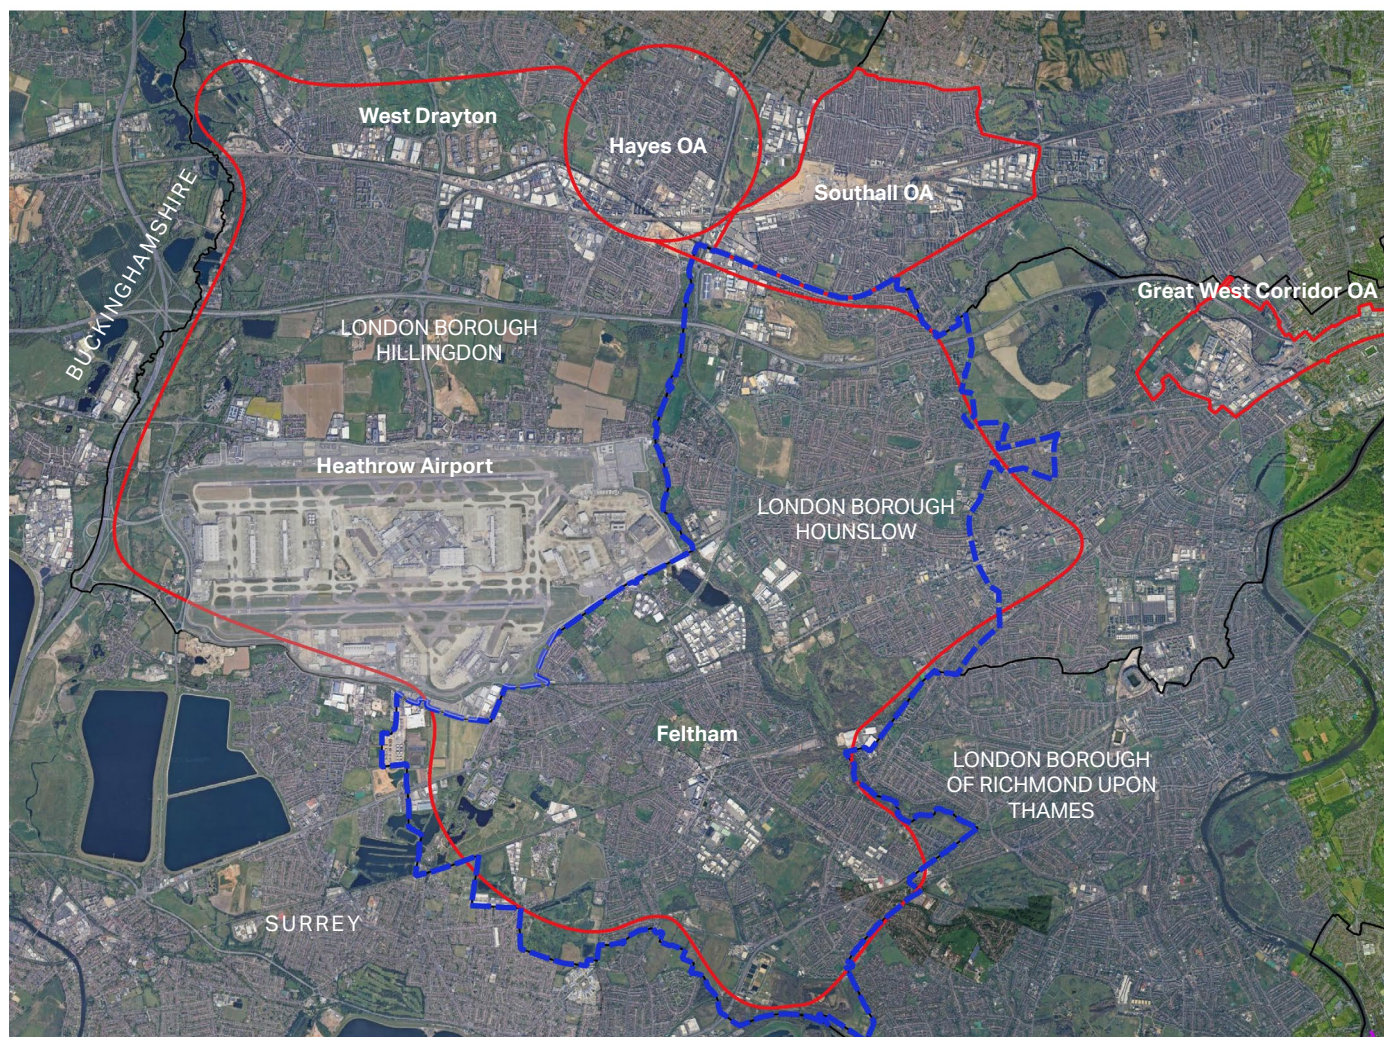 West Drayton
Hayes OA
Southall OA
BUCKINGHAMSHIRE
Great West Corridor OA
LONDON BOROUGH
HILLINGDON
Heathrow Airport
LONDON BOROUGH
HOUNSLOW
Feltham
LONDON BOROUGH
OF RICHMOND UPON
THAMES
SURREY